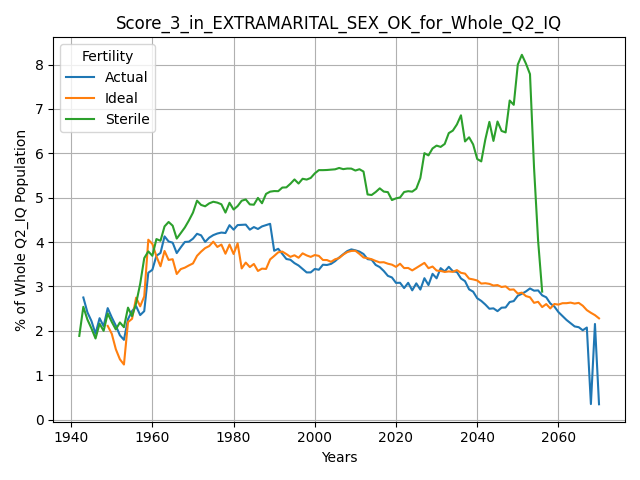 Score_3_in_EXTRAMARITAL_SEX_OK_for_Whole_Q2_IQ
Fertility
Actual
Ideal
Sterile
% of Whole Q2_IQ Population
8
7
6
5
4
3
2
1
0
1940 1960 1980 2000 2020 2040 2060
Years